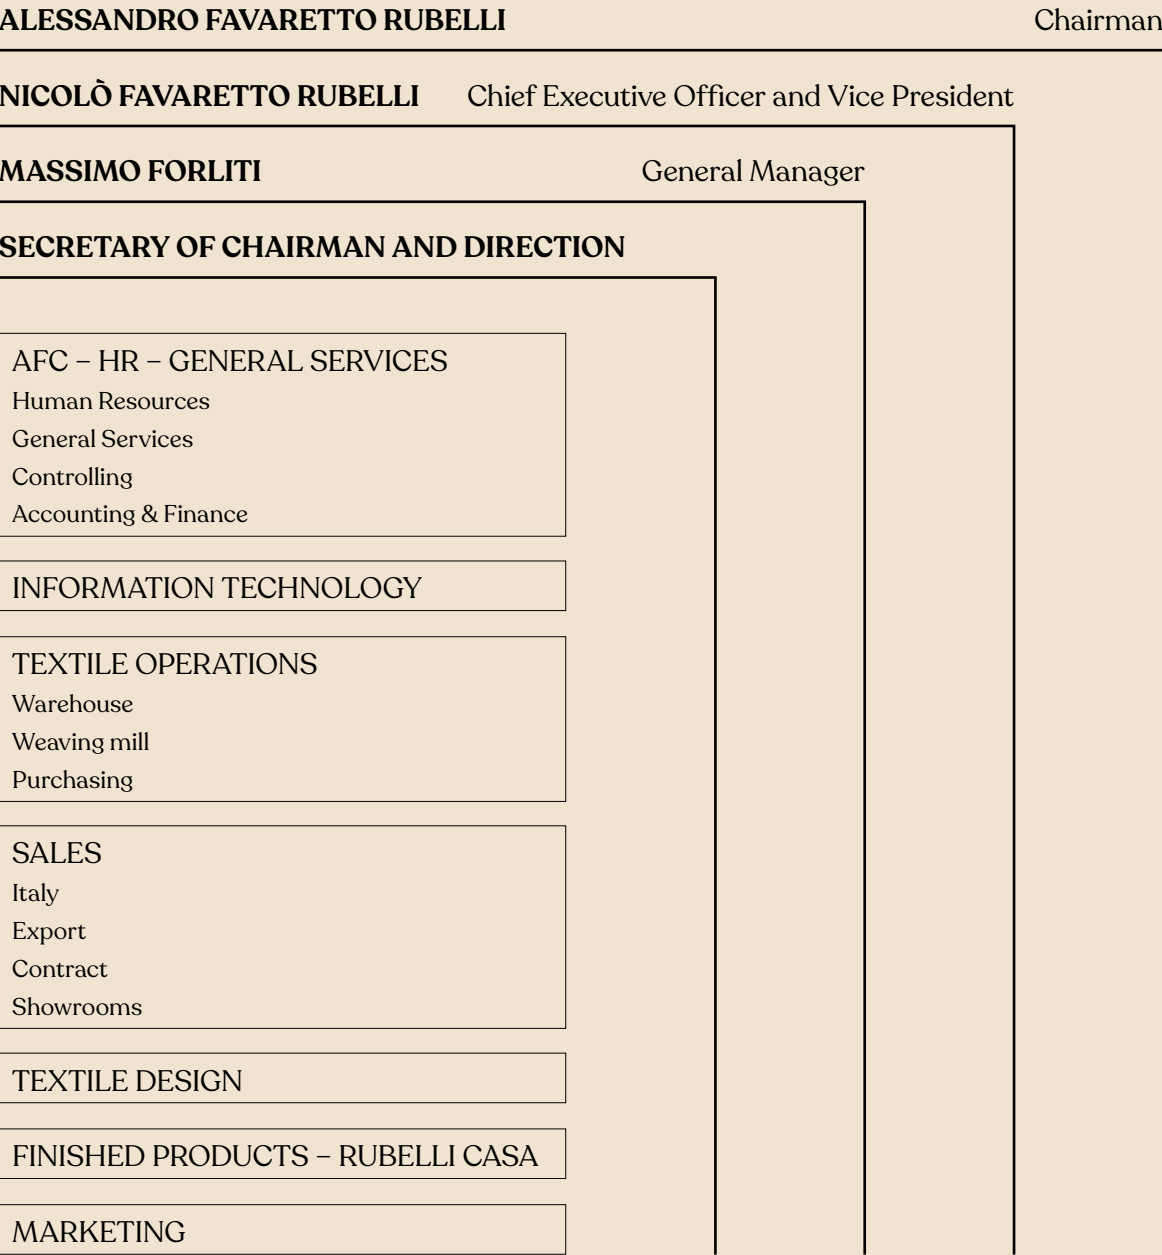 ALESSANDRO FAVARETTO RUBELLI Chairman
NICOLÒ FAVARETTO RUBELLI Chief Executive Officer and Vice President
MASSIMO FORLITI General Manager
SECRETARY OF CHAIRMAN AND DIRECTION
AFC – HR – GENERAL SERVICES
Human Resources
General Services
Controlling
Accounting & Finance
INFORMATION TECHNOLOGY
TEXTILE OPERATIONS
Warehouse
Weaving mill
Purchasing
SALES
Italy
Export
Contract
Showrooms
TEXTILE DESIGN
FINISHED PRODUCTS – RUBELLI CASA
MARKETING